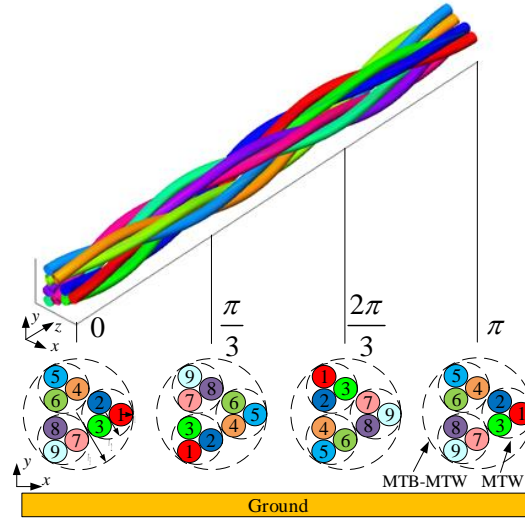 y
z
x
0
π/3
2π/3
π
5 4 6 2 1 3 8 7 9
9 8 7 6 5 4 3 2 1
1 3 2 7 9 8 4 6 5
5 4 6 2 1 3 8 7 9
MTB-MTW MTW
y
x
Ground